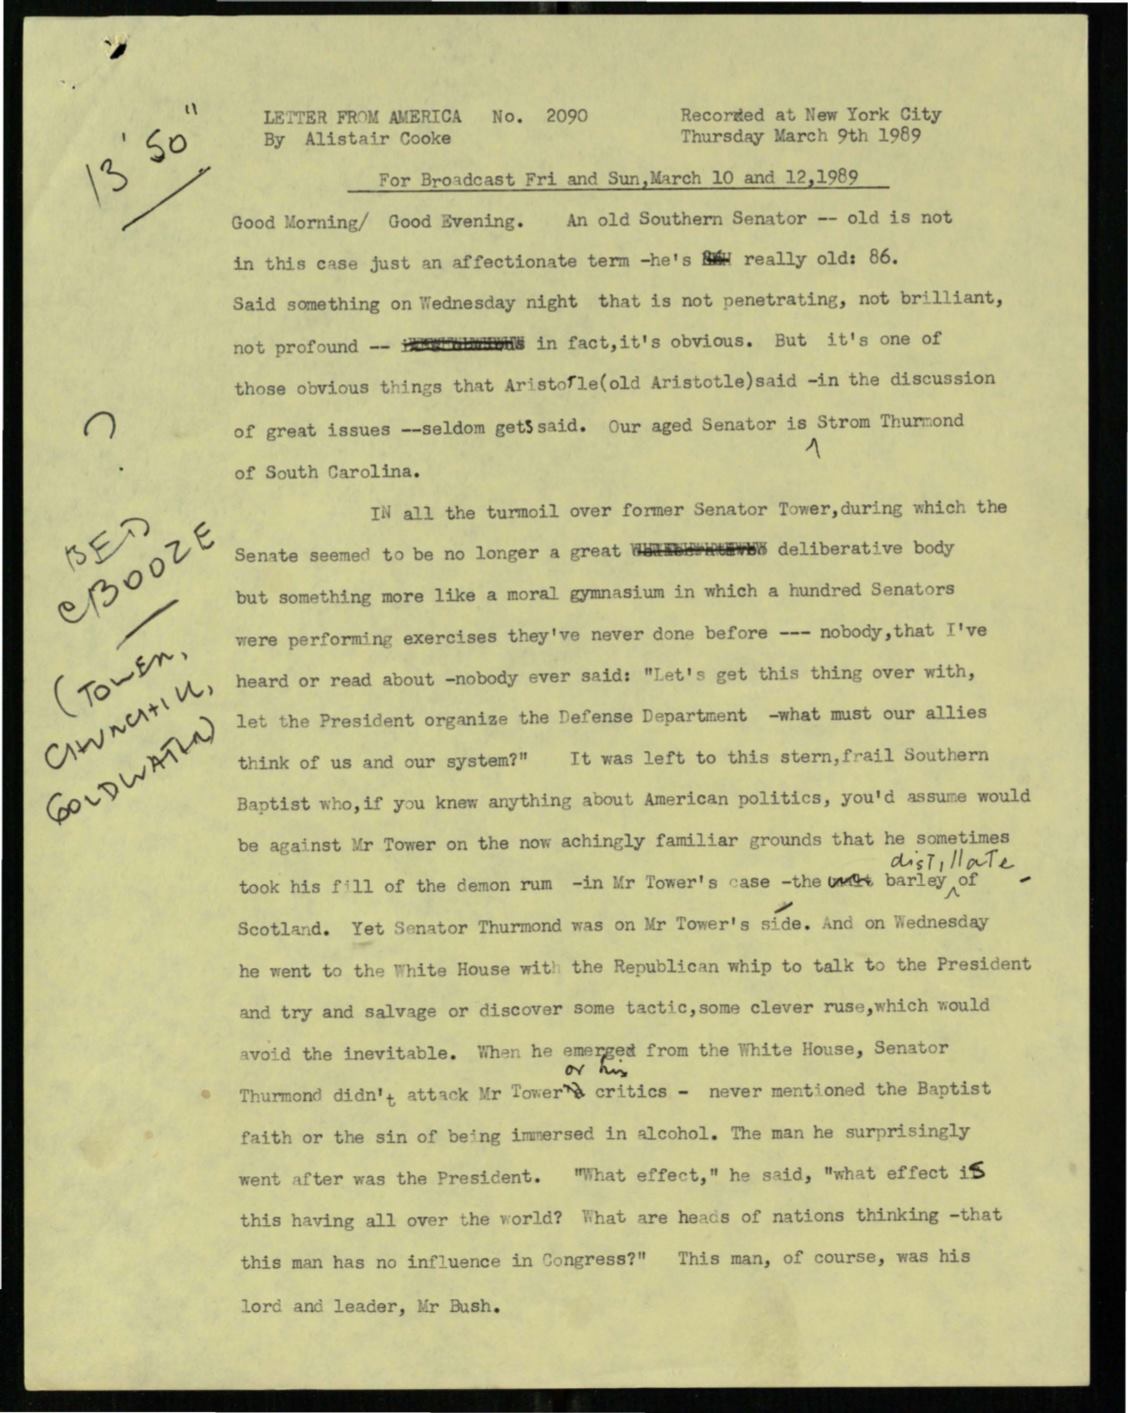 13' 50"
LETTER FROM AMERICA No. 2090 Recorded at New York City
By Alistair Cooke Thursday March 9th 1989
For Broadcast Fri and Sun,March 10 and 12,1989
Good Morning/ Good Evening. An old Southern Senator -- old is not
in this case just an affectionate term -he's really old: 86.
Said something on Wednesday night that is not penetrating, not brilliant,
not profound -- in fact,it's obvious. But it's one of
those obvious things that Aristotle(old Aristotle)said -in the discussion
of great issues --seldom gets said. Our aged Senator is Strom Thurmond
of South Carolina.
?
BED
BOOZE
(TOWER,
CHURCHILL,
GOLDWATER)
IN all the turmoil over former Senator Tower,during which the
Senate seemed to be no longer a great deliberative body
but something more like a moral gymnasium in which a hundred Senators
were performing exercises they've never done before --- nobody,that I've
heard or read about -nobody ever said: "Let's get this thing over with,
let the President organize the Defense Department -what must our allies
think of us and our system?" It was left to this stern,frail Southern
Baptist who,if you knew anything about American politics, you'd assume would
be against Mr Tower on the now achingly familiar grounds that he sometimes
took his fill of the demon rum -in Mr Tower's case -the barley distillate of
Scotland. Yet Senator Thurmond was on Mr Tower's side. And on Wednesday
he went to the White House with the Republican whip to talk to the President
and try and salvage or discover some tactic,some clever ruse,which would
avoid the inevitable. When he emerged from the White House, Senator
Thurmond didn't attack Mr Tower or his critics - never mentioned the Baptist
faith or the sin of being immersed in alcohol. The man he surprisingly
went after was the President. "What effect," he said, "what effect is
this having all over the world? What are heads of nations thinking -that
this man has no influence in Congress?" This man, of course, was his
lord and leader, Mr Bush.